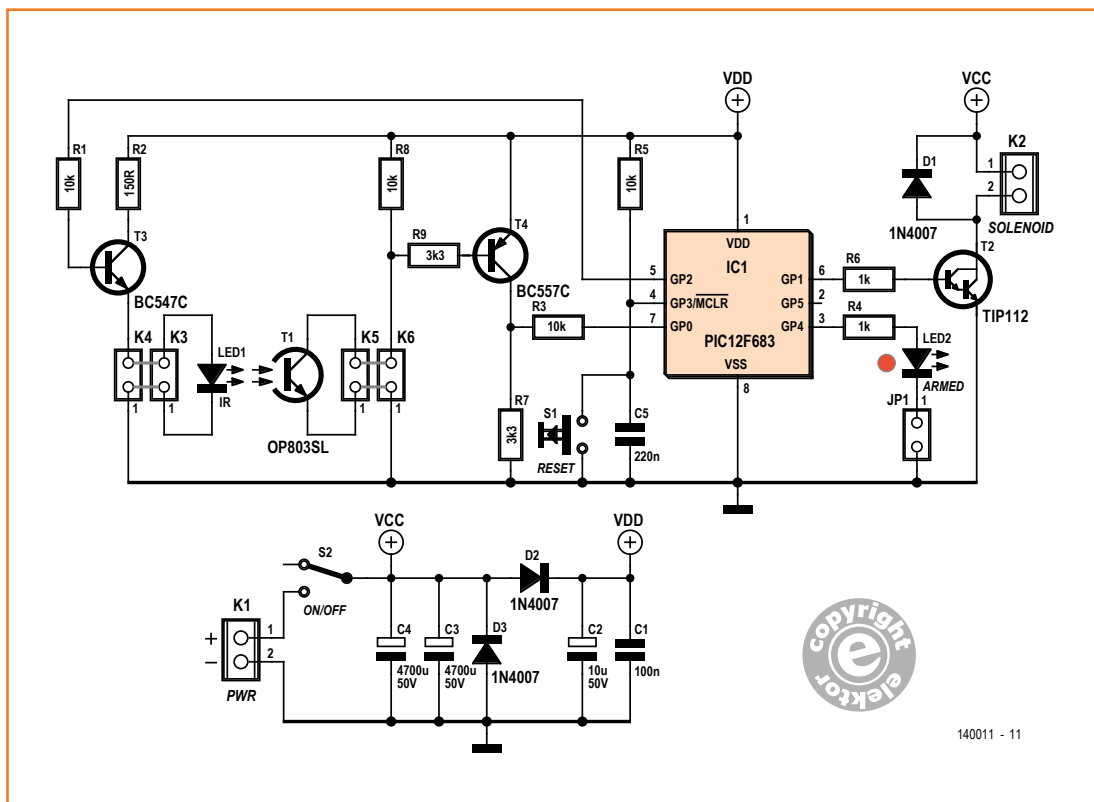 VDD
VCC
R1
10k
R2
150R
R8
10k
R5
10k
K2
1
2
SOLENOID
D1
1N4007
T3
BC547C
R9
3k3
T4
BC557C
R3
10k
1
VDD
IC1
5
GP2
4
GP3/MCLR
7
GP0
PIC12F683
VSS
8
GP1
6
GP5
2
GP4
3
R6
1k
R4
1k
T2
TIP112
LED2
ARMED
JP1
1
K4
K3
1
1
LED1
IR
T1
OP803SL
K5
K6
1
1
R7
3k3
S1
RESET
C5
220n
VCC
VDD
S2
ON/OFF
K1
+
–
1
2
PWR
C4
4700u
50V
C3
4700u
50V
D3
1N4007
D2
1N4007
C2
10u
50V
C1
100n
copyright
e
elektor
140011 - 11